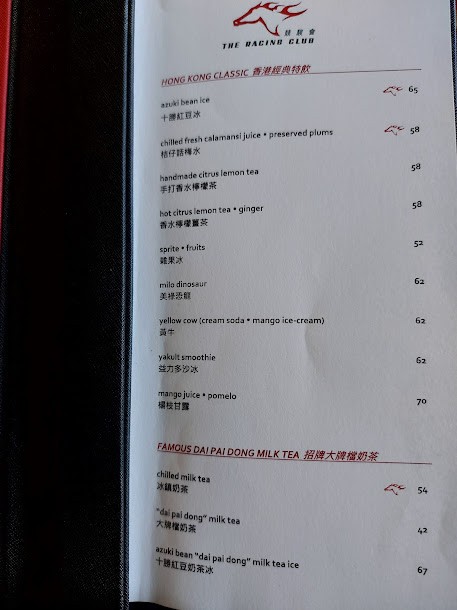 競駿會
THE RACING CLUB
HONG KONG CLASSIC 香港經典特飲
azuki bean ice 65
十勝紅豆冰
chilled fresh calamansi juice • preserved plums 58
桔仔話梅水
handmade citrus lemon tea 58
手打香水檸檬茶
hot citrus lemon tea • ginger 58
香水檸檬薑茶
sprite • fruits 52
雜果冰
milo dinosaur 62
美祿恐龍
yellow cow (cream soda • mango ice-cream) 62
黃牛
yakult smoothie 62
益力多沙冰
mango juice • pomelo 70
楊枝甘露
FAMOUS DAI PAI DONG MILK TEA 招牌大牌檔奶茶
chilled milk tea 54
冰鎮奶茶
"dai pai dong" milk tea 42
大牌檔奶茶
azuki bean "dai pai dong" milk tea ice 67
十勝紅豆奶茶冰